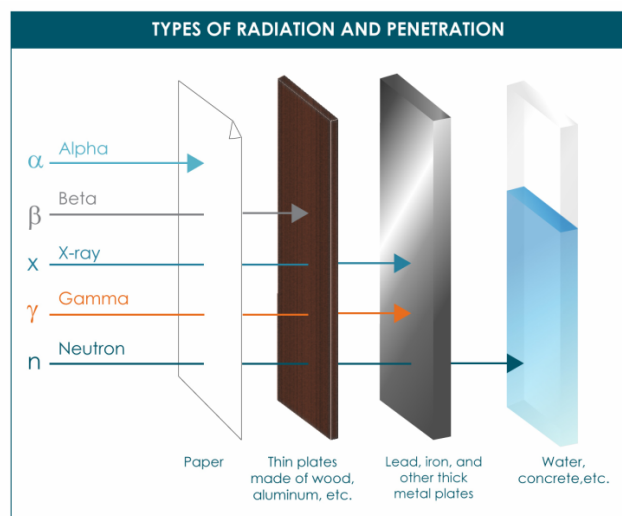 TYPES OF RADIATION AND PENETRATION
α Alpha
β Beta
x X-ray
γ Gamma
n Neutron
Paper
Thin plates
made of wood,
aluminum, etc.
Lead, iron, and
other thick
metal plates
Water,
concrete,etc.